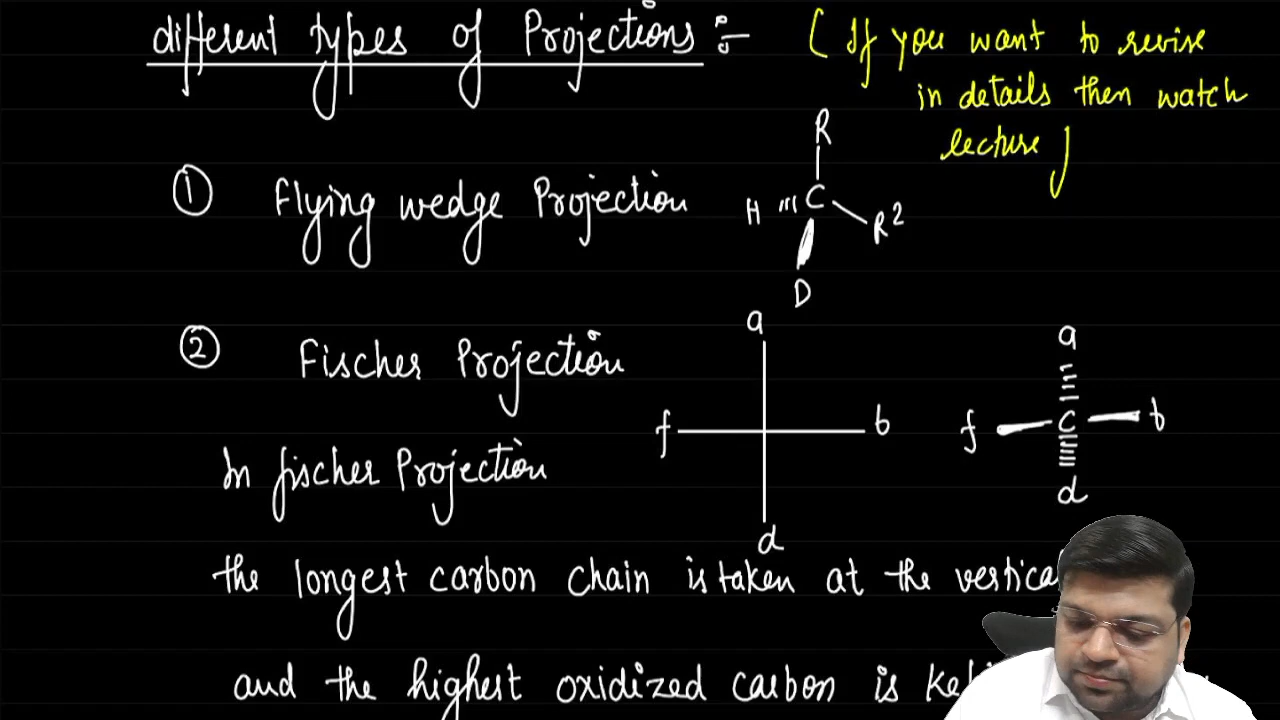 different types of Projections :-
( If you want to revise
in details then watch
lecture )
① Flying wedge Projection
R
H C R2
D
② Fischer Projection
a
f b
d
a
f C b
d
In fischer Projection
the longest carbon chain is taken at the
and the highest oxidized carbon is